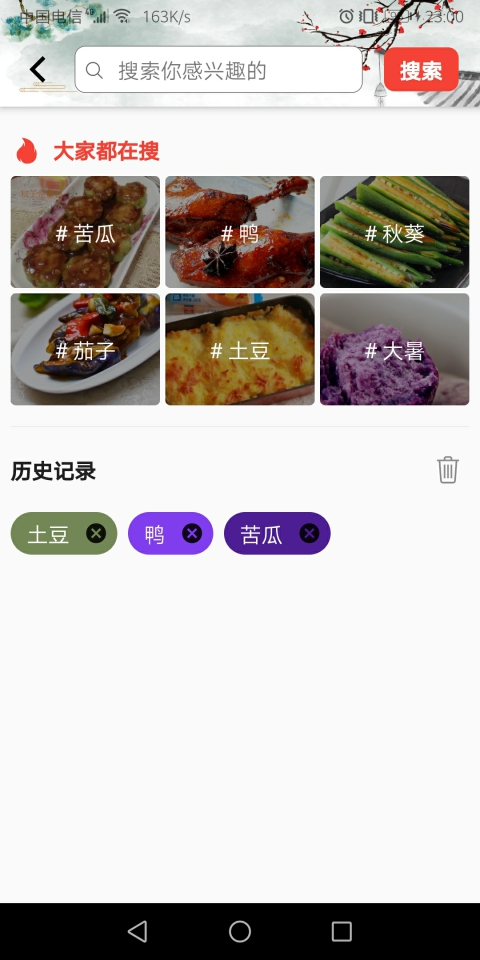 中国电信 4G 163K/s 23:00
搜索你感兴趣的 搜索
大家都在搜
# 苦瓜 # 鸭 # 秋葵
# 茄子 # 土豆 # 大暑
历史记录
土豆 鸭 苦瓜